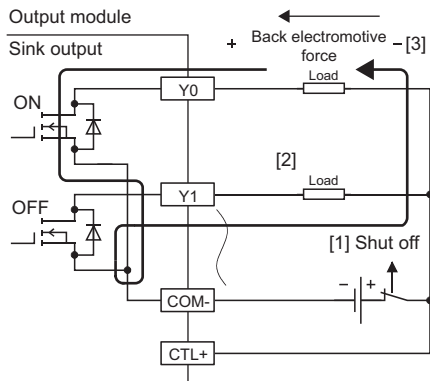 Output module
Sink output
Back electromotive
force
+
- [3]
Load
Y0
ON
[2]
Load
Y1
OFF
[1] Shut off
- +
COM-
CTL+